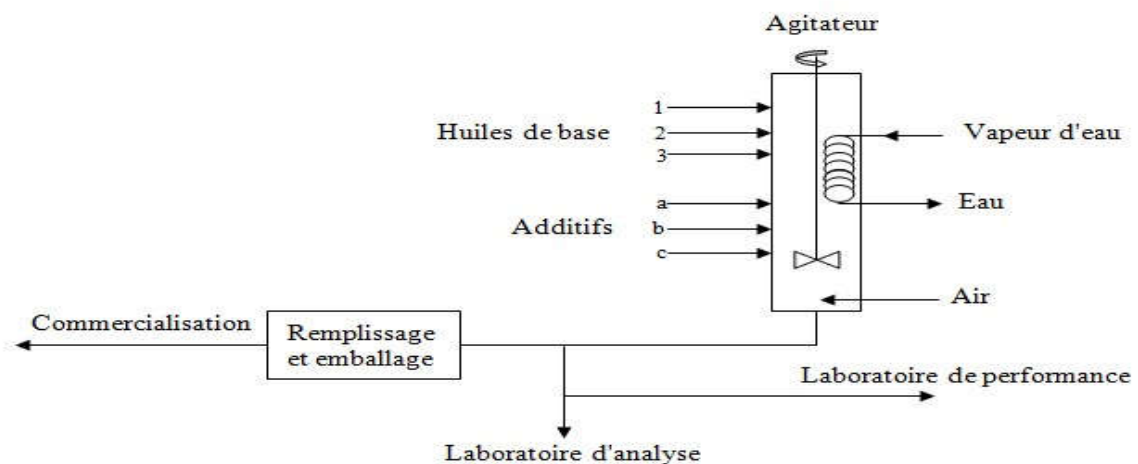 Agitateur
1
Huiles de base
2
Vapeur d'eau
3
a
Eau
Additifs
b
c
Air
Commercialisation
Remplissage
et emballage
Laboratoire de performance
Laboratoire d'analyse